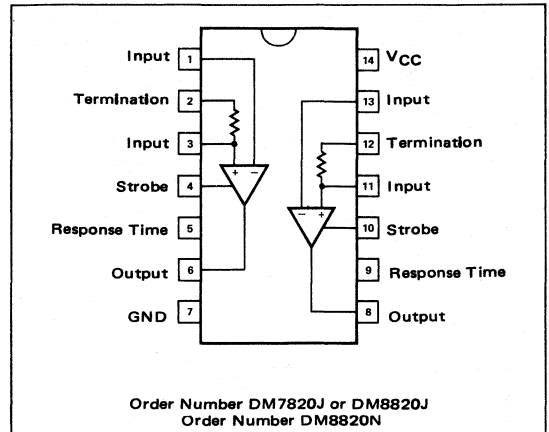 Input 1
Termination 2
Input 3
Strobe 4
Response Time 5
Output 6
GND 7
14 VCC
13 Input
12 Termination
11 Input
10 Strobe
9 Response Time
8 Output
+ −
− +
Order Number DM7820J or DM8820J
Order Number DM8820N